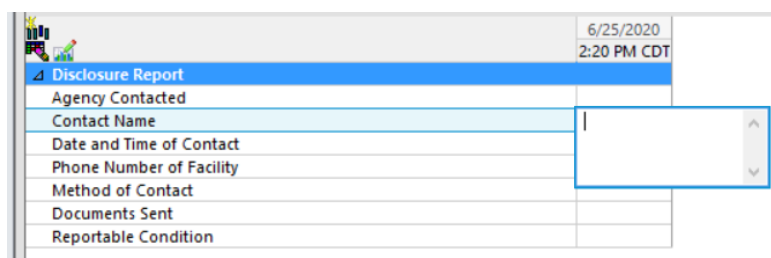 6/25/2020
2:20 PM CDT
Disclosure Report
Agency Contacted
Contact Name
Date and Time of Contact
Phone Number of Facility
Method of Contact
Documents Sent
Reportable Condition